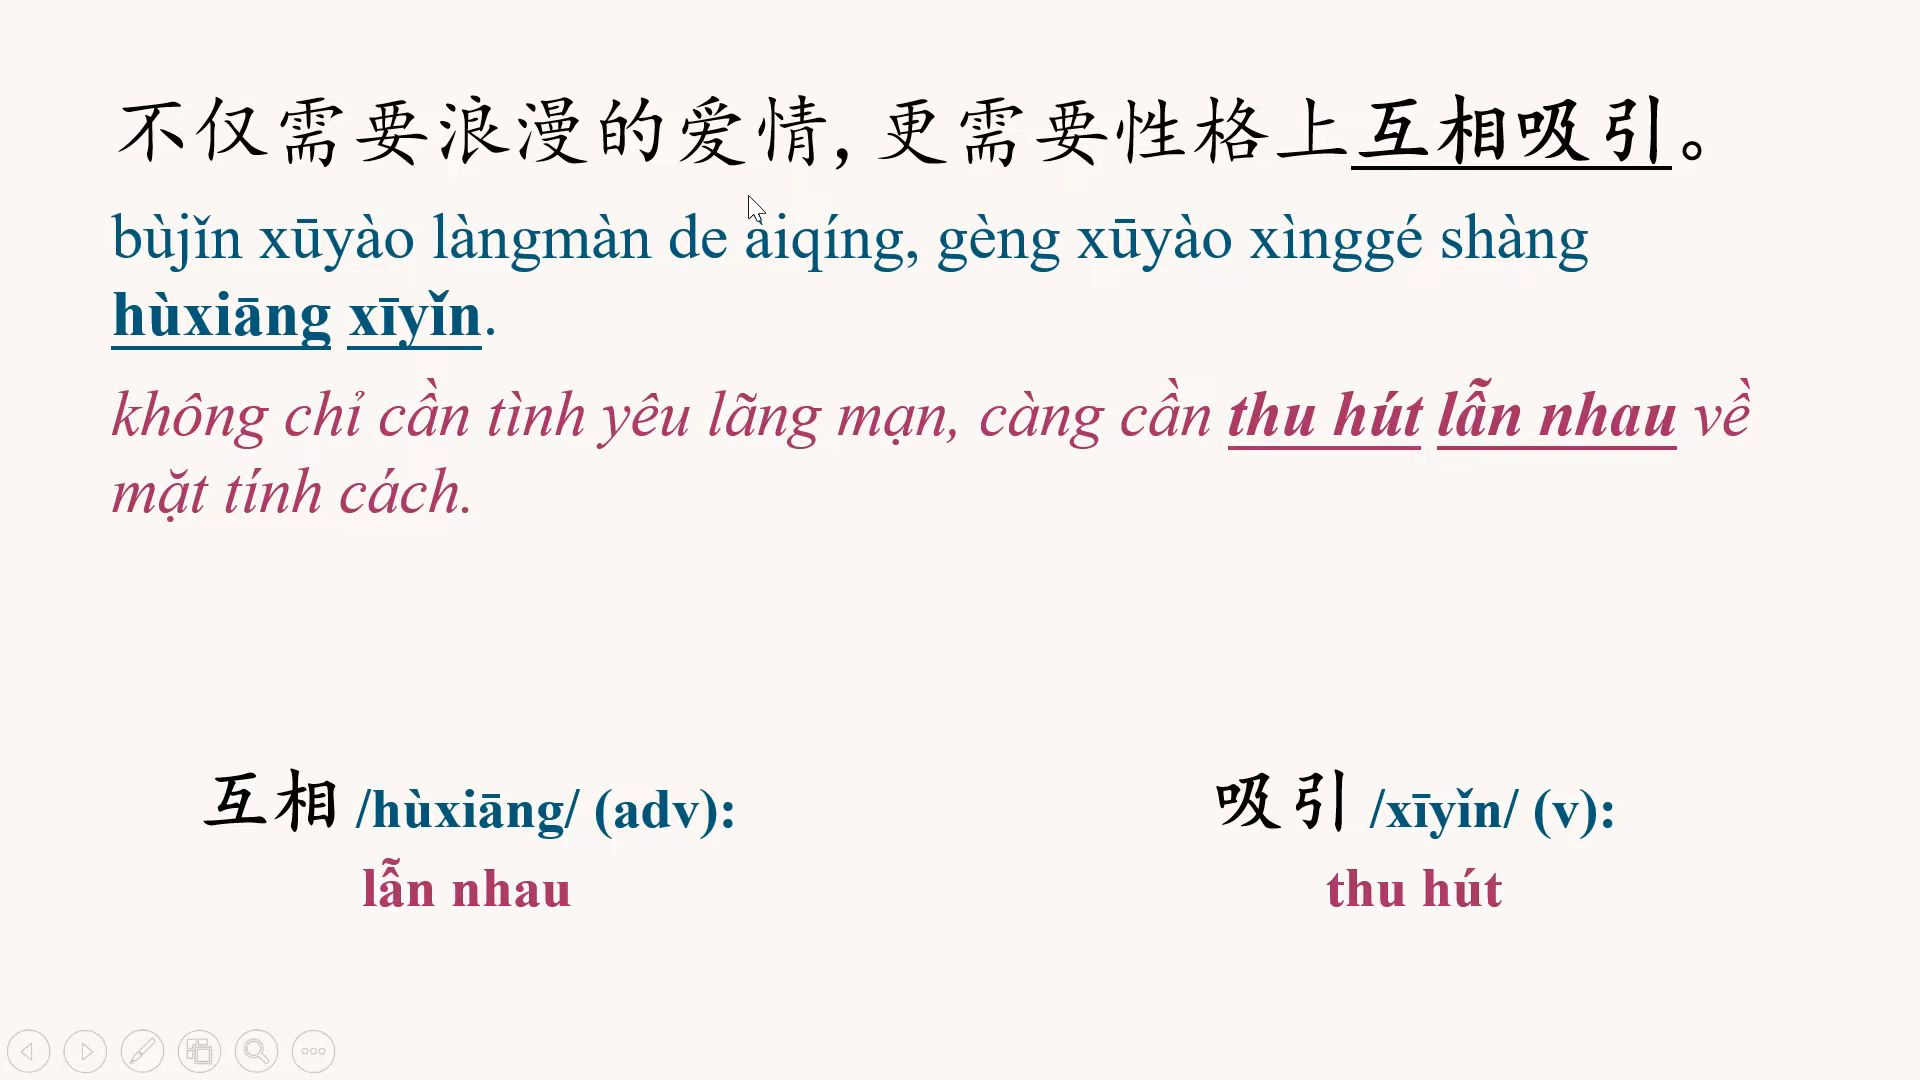 不仅需要浪漫的爱情,更需要性格上互相吸引。
bùjǐn xūyào làngmàn de àiqíng, gèng xūyào xìnggé shàng
hùxiāng xīyǐn.
không chỉ cần tình yêu lãng mạn, càng cần thu hút lẫn nhau về
mặt tính cách.
互相 /hùxiāng/ (adv):
lẫn nhau
吸引 /xīyǐn/ (v):
thu hút